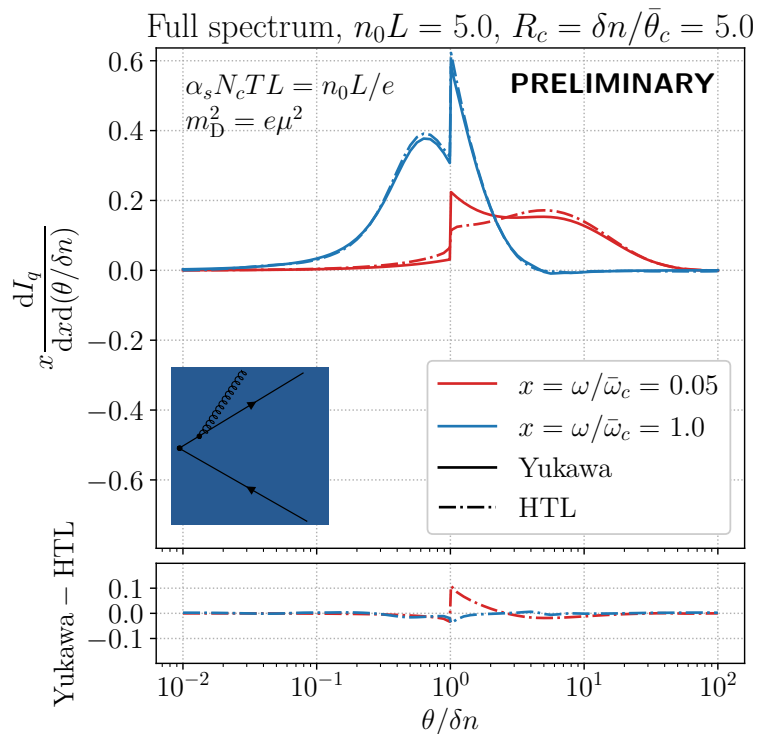 Full spectrum, n₀L = 5.0, R_c = δn/θ̄_c = 5.0
α_s N_c T L = n₀L/e
m_D² = eμ²
PRELIMINARY
x dI_q / dxd(θ/δn)
0.6
0.4
0.2
0.0
−0.2
−0.4
−0.6
x = ω/ω̄_c = 0.05
x = ω/ω̄_c = 1.0
Yukawa
HTL
Yukawa − HTL
0.1
0.0
−0.1
10⁻²
10⁻¹
10⁰
10¹
10²
θ/δn